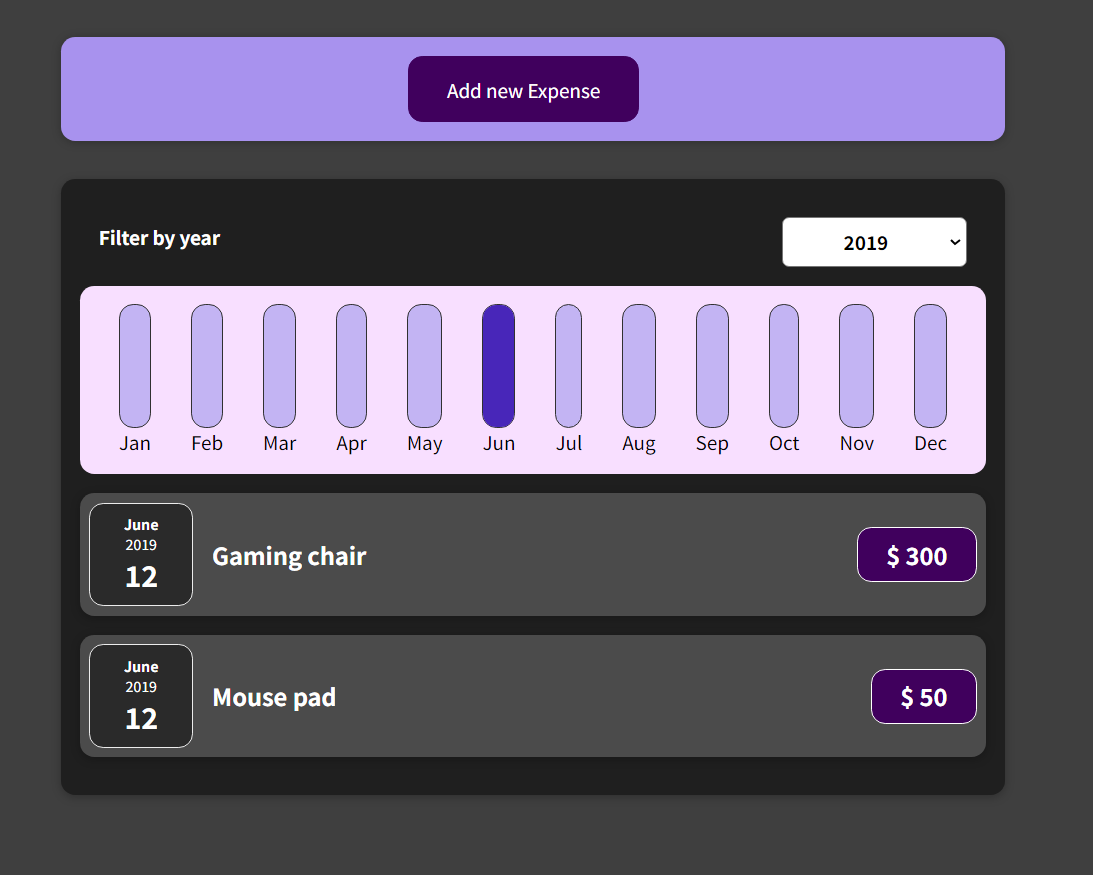 Add new Expense
Filter by year
2019
Jan Feb Mar Apr May Jun Jul Aug Sep Oct Nov Dec
June
2019
12
Gaming chair
$ 300
June
2019
12
Mouse pad
$ 50